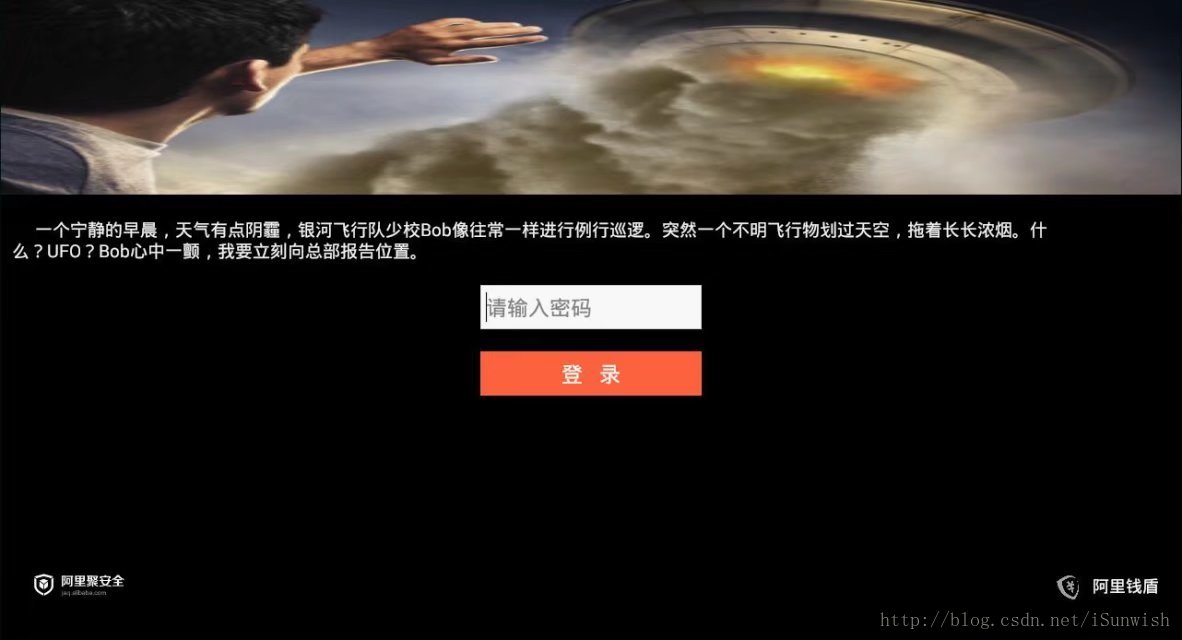 一个宁静的早晨，天气有点阴霾，银河飞行队少校Bob像往常一样进行例行巡逻。突然一个不明飞行物划过天空，拖着长长浓烟。什
么？UFO？Bob心中一颤，我要立刻向总部报告位置。
请输入密码
登 录
阿里聚安全
jaq.alibaba.com
阿里钱盾
http://blog.csdn.net/iSunwish